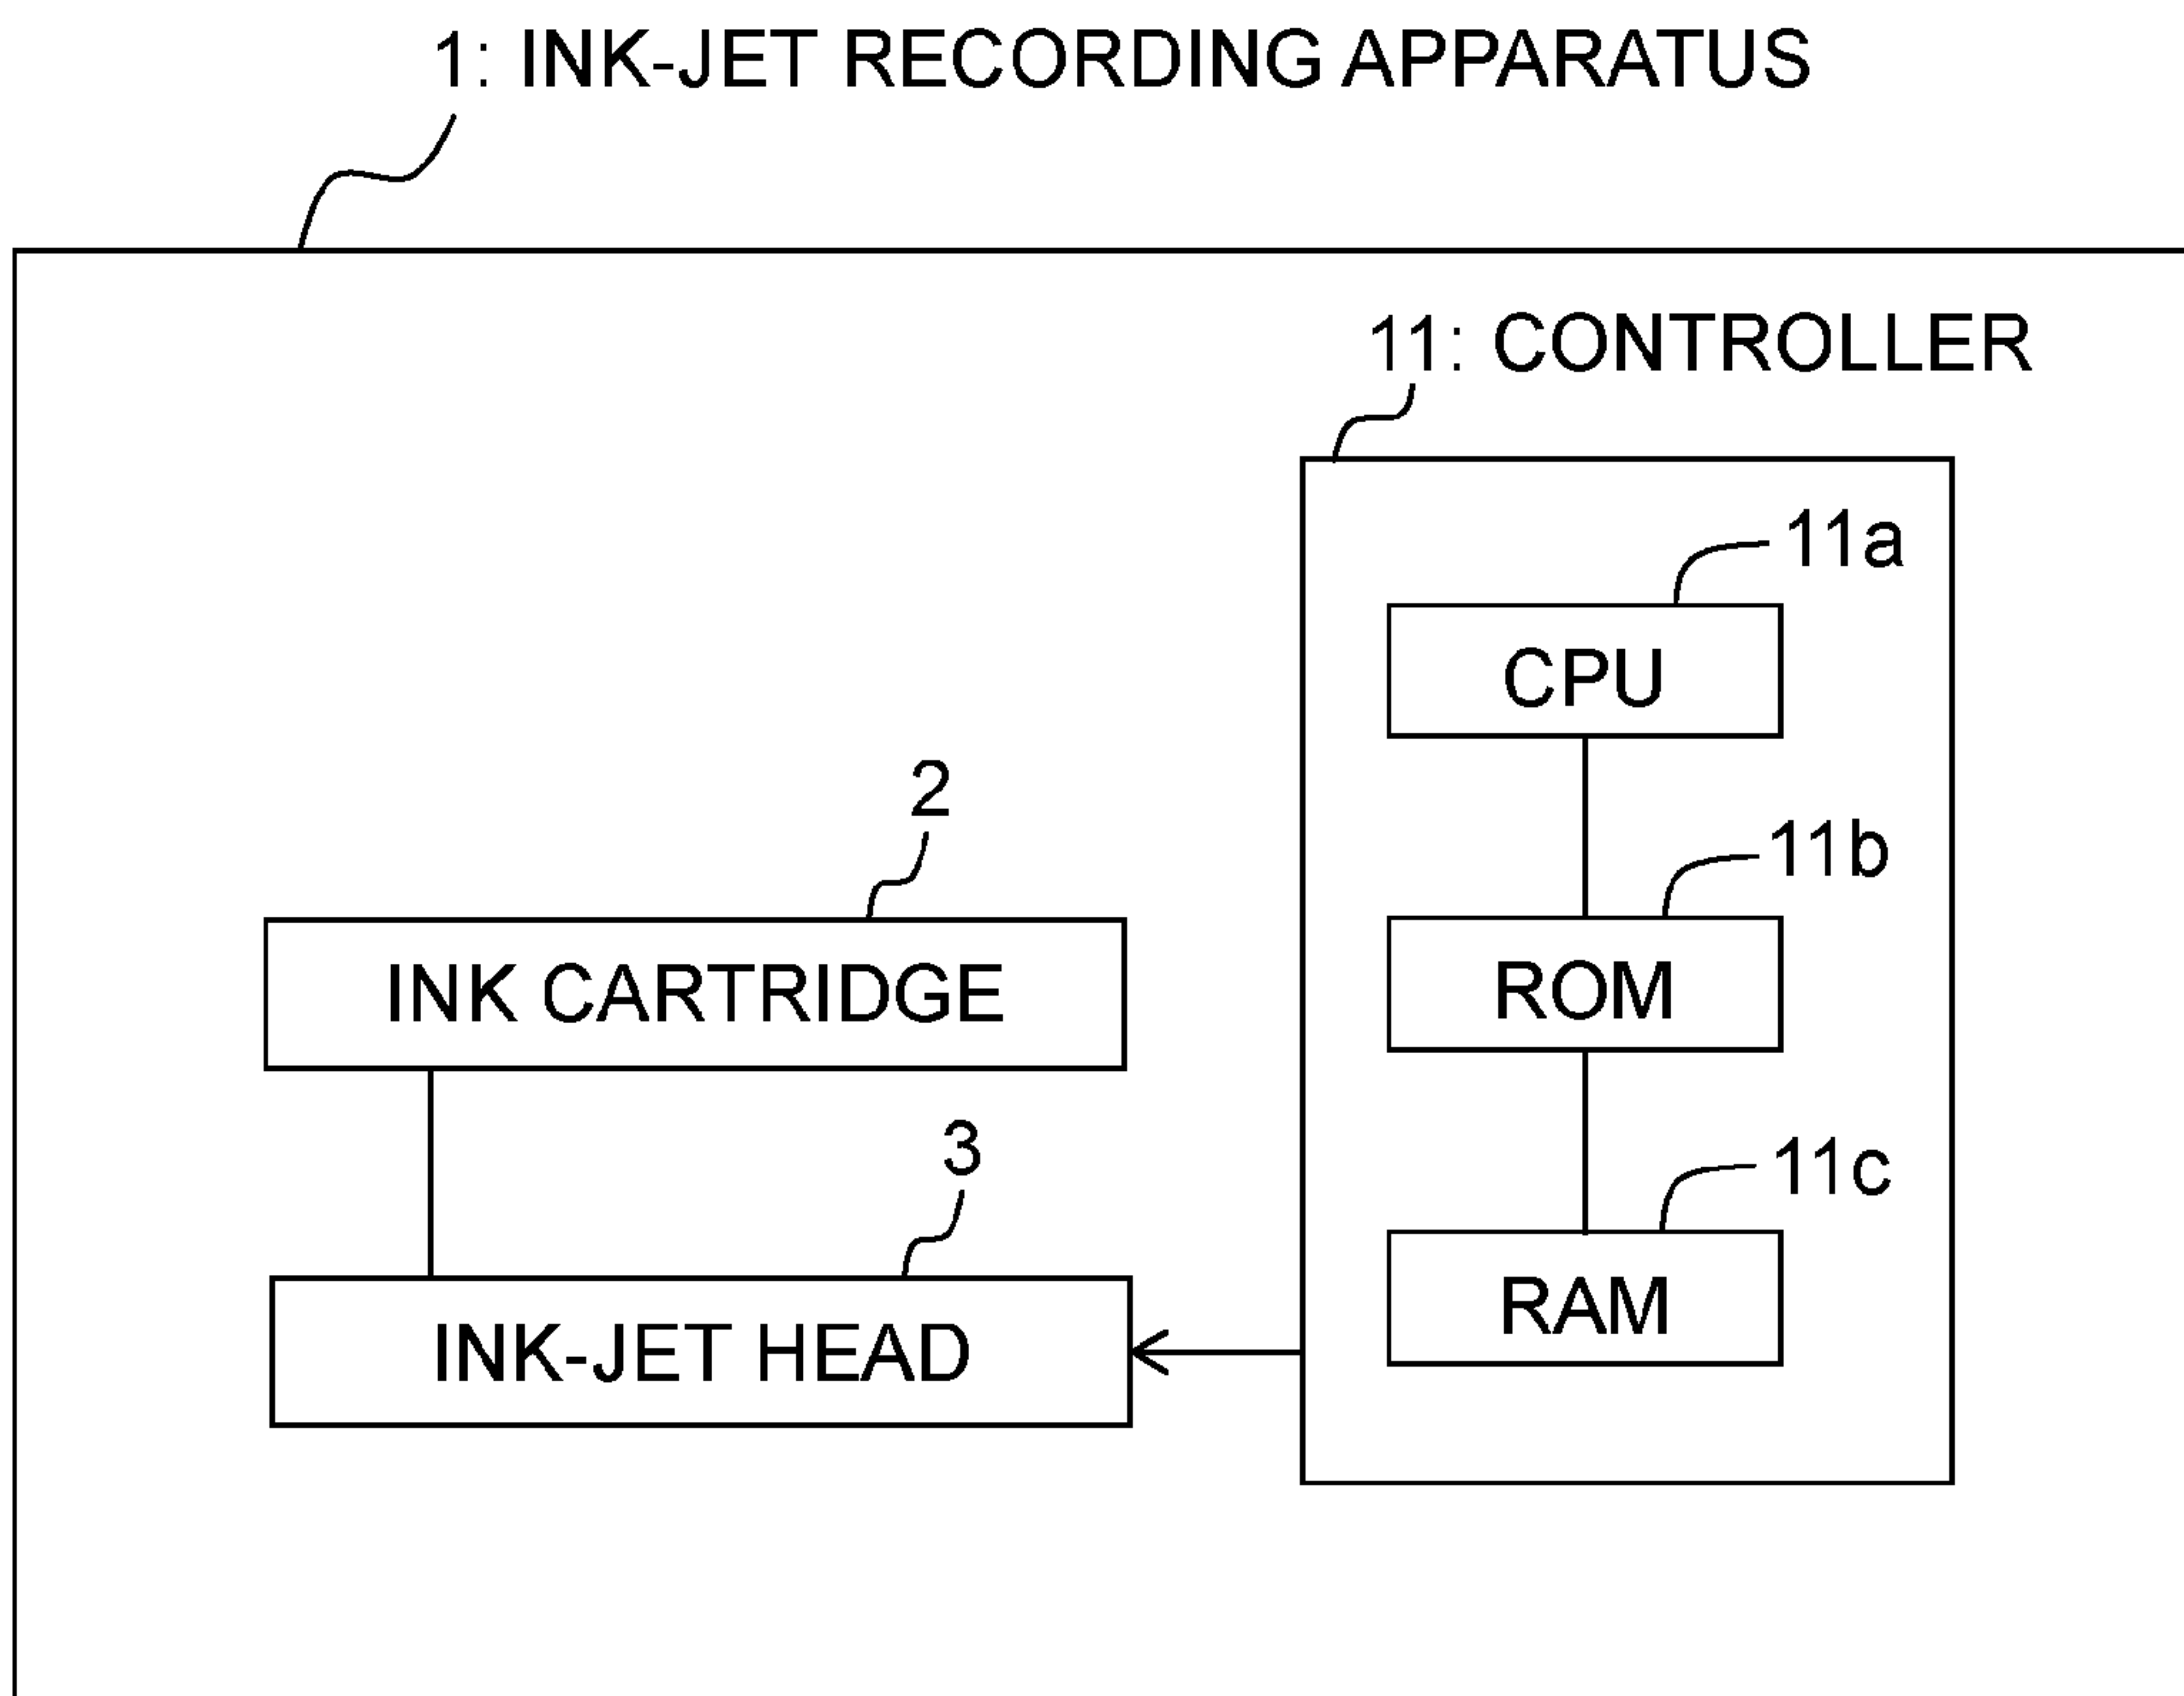 1: INK-JET RECORDING APPARATUS
11: CONTROLLER
11a
CPU
2
11b
INK CARTRIDGE
ROM
3
11c
INK-JET HEAD
RAM